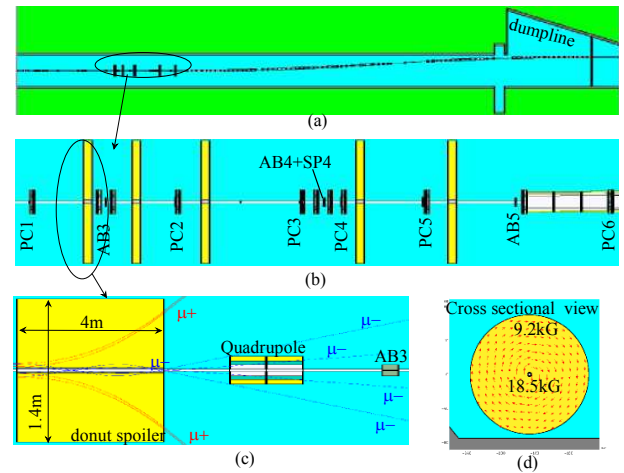 dumpline
(a)
AB4+SP4
PC1
AB3
PC2
PC3
PC4
PC5
AB5
PC6
(b)
4m
1.4m
donut spoiler
μ+
μ+
μ−
Quadrupole
μ−
μ−
μ−
μ−
AB3
(c)
Cross sectional view
9.2kG
18.5kG
(d)